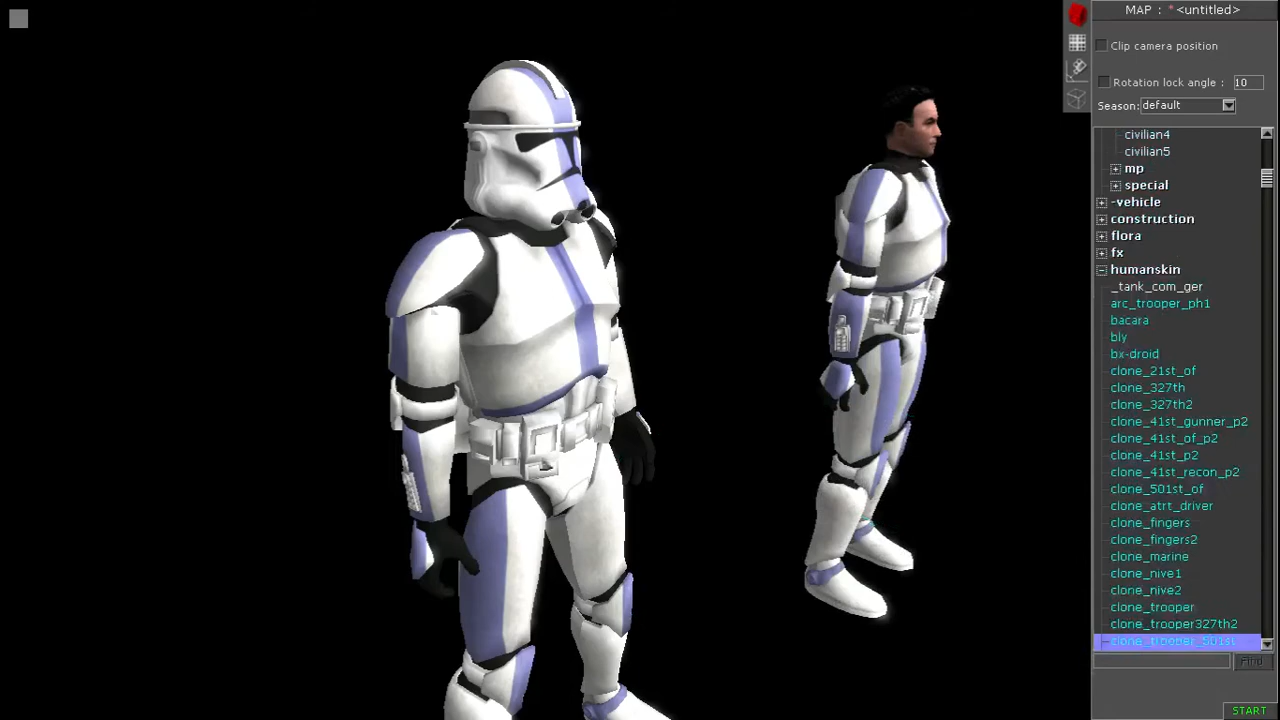 MAP : * <untitled>
Clip camera position
Rotation lock angle : 10
Season: default
civilian4
civilian5
mp
special
-vehicle
construction
flora
fx
humanskin
_tank_com_ger
arc_trooper_ph1
bacara
bly
bx-droid
clone_21st_of
clone_327th
clone_327th2
clone_41st_gunner_p2
clone_41st_of_p2
clone_41st_p2
clone_41st_recon_p2
clone_501st_of
clone_atrt_driver
clone_fingers
clone_fingers2
clone_marine
clone_nive1
clone_nive2
clone_trooper
clone_trooper327th2
clone_trooper_501st
Find
START